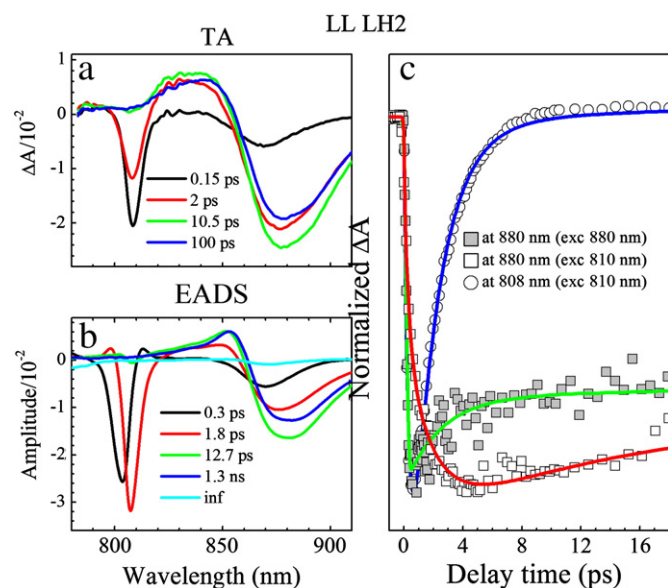 LL LH2
TA
a
ΔA/10⁻²
1
0
-1
-2
0.15 ps
2 ps
10.5 ps
100 ps
EADS
b
Amplitude/10⁻²
0
-1
-2
-3
0.3 ps
1.8 ps
12.7 ps
1.3 ns
inf
800
850
900
Wavelength (nm)
c
Normalized ΔA
at 880 nm (exc 880 nm)
at 880 nm (exc 810 nm)
at 808 nm (exc 810 nm)
0
4
8
12
16
Delay time (ps)